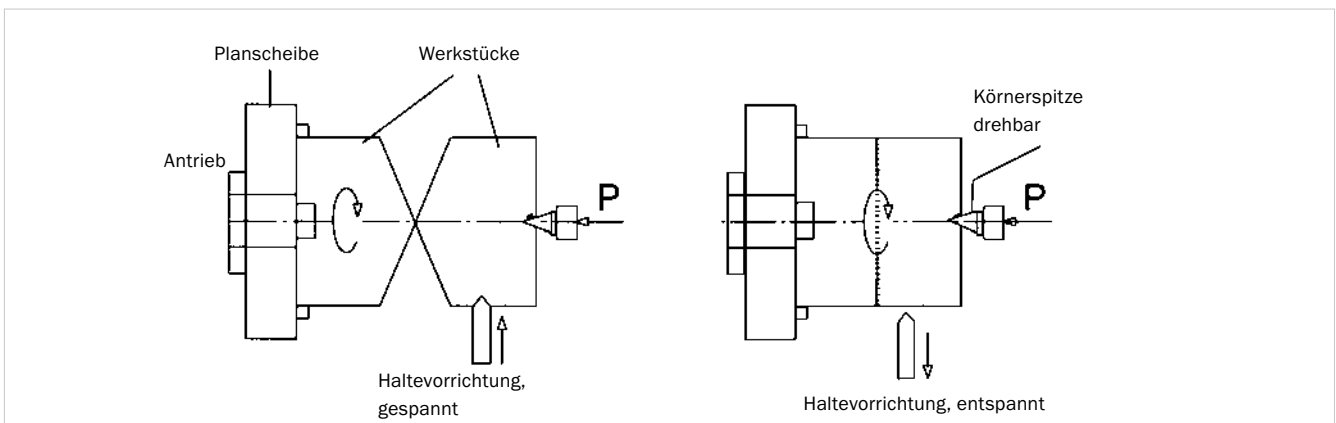 Planscheibe
Werkstücke
Antrieb
P
Haltevorrichtung,
gespannt
Körnerspitze
drehbar
P
Haltevorrichtung, entspannt